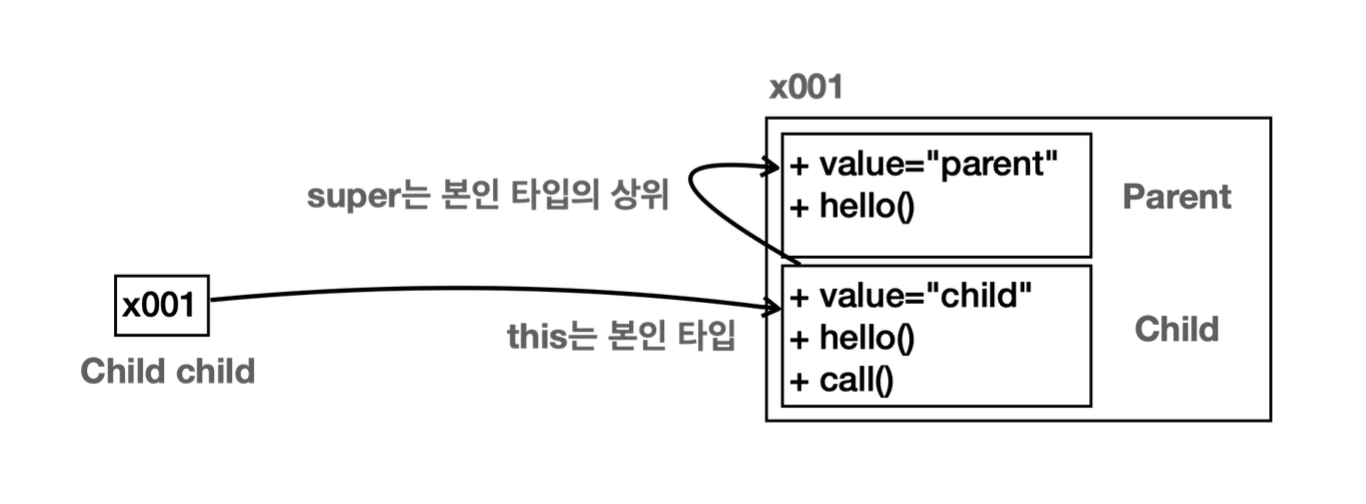 x001
+ value="parent"
+ hello()
Parent
super는 본인 타입의 상위
x001
Child child
this는 본인 타입
+ value="child"
+ hello()
+ call()
Child